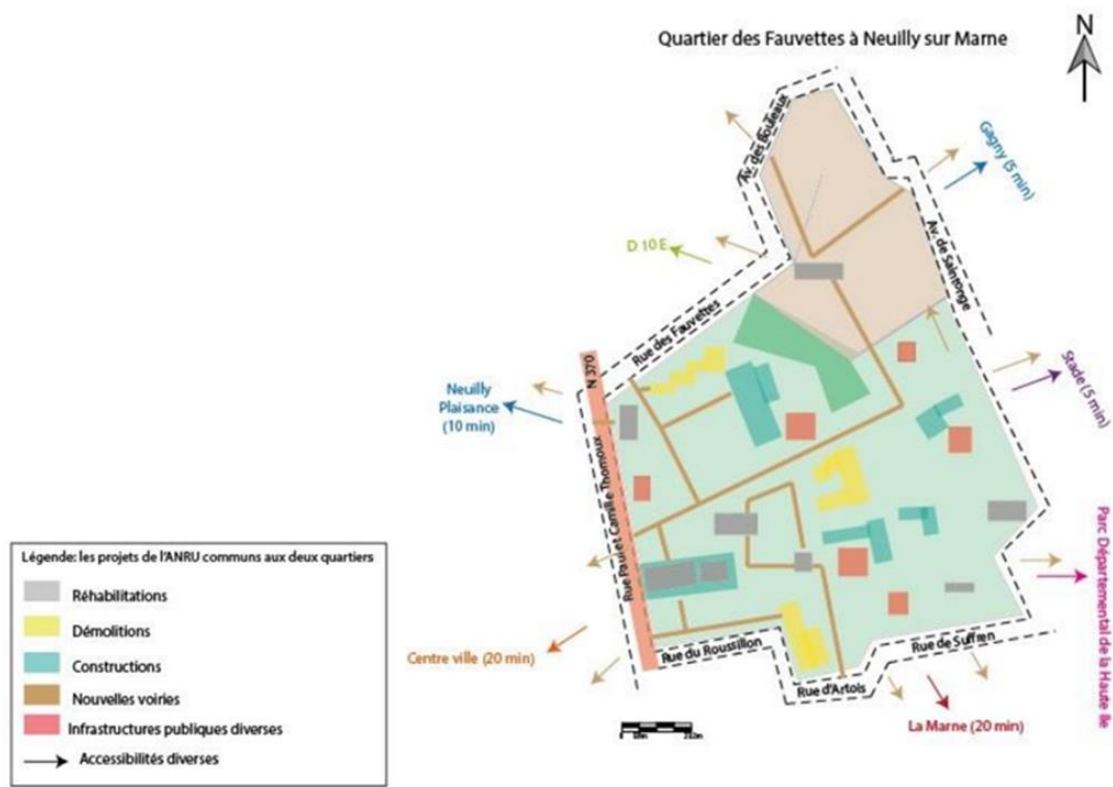 Quartier des Fauvettes à Neuilly sur Marne
N
Av. des Bouleaux
Gagny (5 min)
D 10 E
Av. de Saintonge
Rue des Fauvettes
N 370
Neuilly
Plaisance
(10 min)
Stade (5 min)
Rue Paul et Camille Thomoux
Parc Départemental de la Haute Ile
Centre ville (20 min)
Rue du Roussillon
Rue de Suffren
Rue d'Artois
La Marne (20 min)
Légende: les projets de l'ANRU communs aux deux quartiers
Réhabilitations
Démolitions
Constructions
Nouvelles voiries
Infrastructures publiques diverses
Accessibilités diverses
0